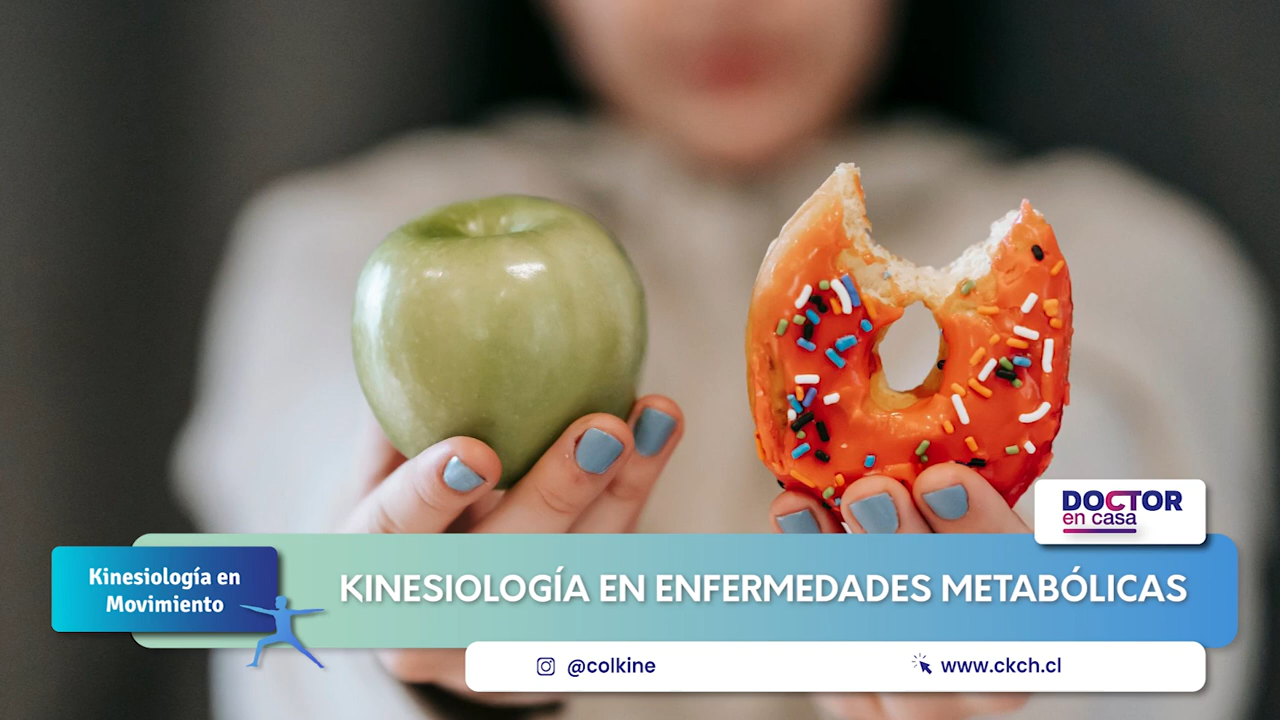 DOCTOR
en casa
Kinesiología en
Movimiento
KINESIOLOGÍA EN ENFERMEDADES METABÓLICAS
@colkine
www.ckch.cl